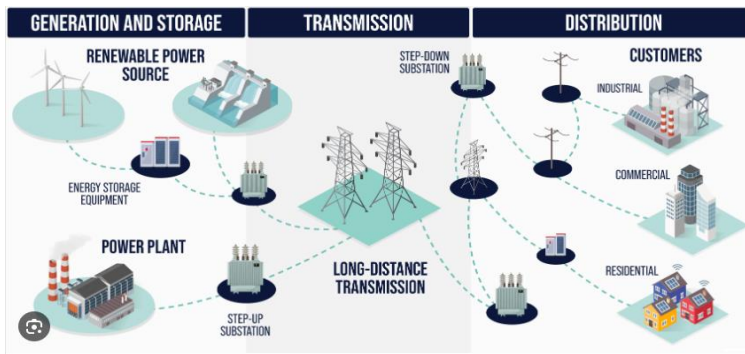 GENERATION AND STORAGE
TRANSMISSION
DISTRIBUTION
RENEWABLE POWER
SOURCE
ENERGY STORAGE
EQUIPMENT
POWER PLANT
STEP-UP
SUBSTATION
LONG-DISTANCE
TRANSMISSION
STEP-DOWN
SUBSTATION
CUSTOMERS
INDUSTRIAL
COMMERCIAL
RESIDENTIAL